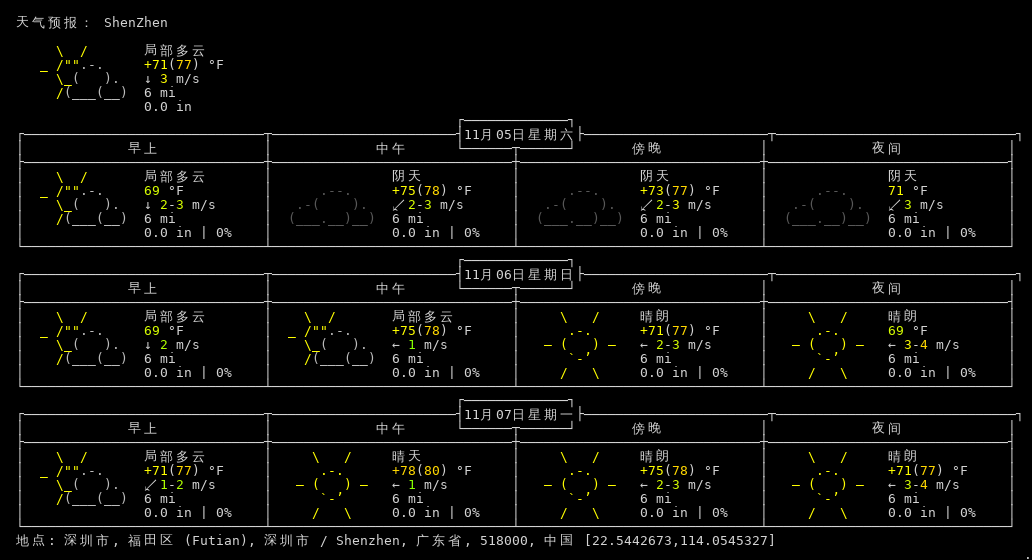 天气预报： ShenZhen
局部多云
+71(77) °F
↓ 3 m/s
6 mi
0.0 in
11月05日星期六
早上 中午 傍晚 夜间
局部多云 阴天 阴天 阴天
69 °F +75(78) °F +73(77) °F 71 °F
↓ 2-3 m/s ↙ 2-3 m/s ↙ 2-3 m/s ↙ 3 m/s
6 mi 6 mi 6 mi 6 mi
0.0 in | 0% 0.0 in | 0% 0.0 in | 0% 0.0 in | 0%
11月06日星期日
早上 中午 傍晚 夜间
局部多云 局部多云 晴朗 晴朗
69 °F +75(78) °F +71(77) °F 69 °F
↓ 2 m/s ← 1 m/s ← 2-3 m/s ← 3-4 m/s
6 mi 6 mi 6 mi 6 mi
0.0 in | 0% 0.0 in | 0% 0.0 in | 0% 0.0 in | 0%
11月07日星期一
早上 中午 傍晚 夜间
局部多云 晴天 晴朗 晴朗
+71(77) °F +78(80) °F +75(78) °F +71(77) °F
↙ 1-2 m/s ← 1 m/s ← 2-3 m/s ← 3-4 m/s
6 mi 6 mi 6 mi 6 mi
0.0 in | 0% 0.0 in | 0% 0.0 in | 0% 0.0 in | 0%
地点: 深圳市, 福田区 (Futian), 深圳市 / Shenzhen, 广东省, 518000, 中国 [22.5442673,114.0545327]